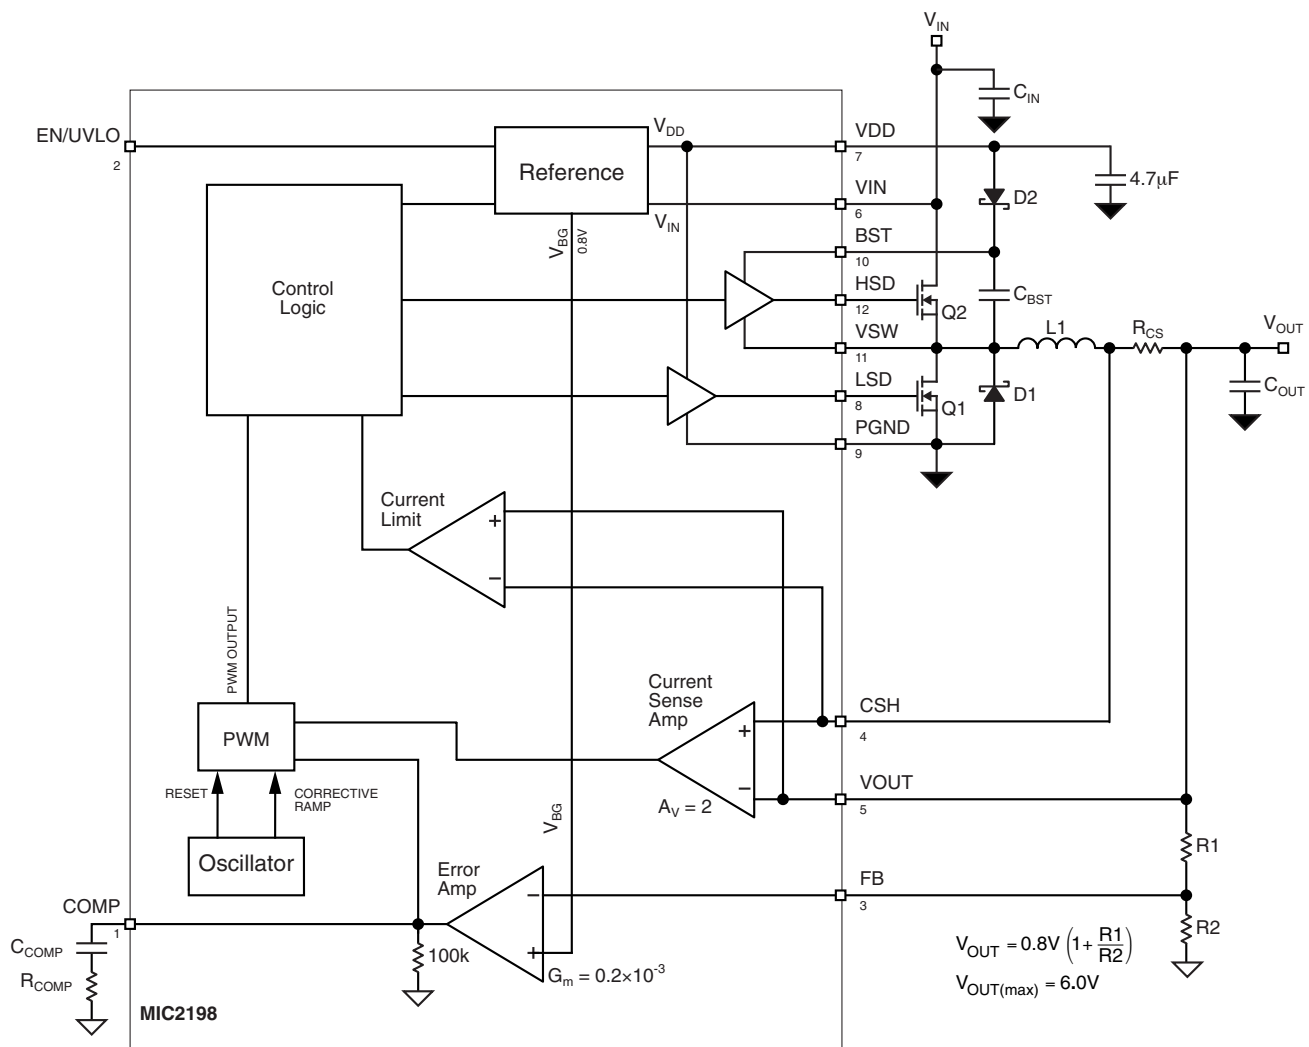 V_IN
C_IN
EN/UVLO
2
V_DD
VDD
7
Reference
4.7µF
VIN
6
D2
V_IN
V_BG
0.8V
BST
10
Control
Logic
HSD
12
C_BST
Q2
VSW
11
L1
R_CS
V_OUT
LSD
8
Q1
D1
C_OUT
PGND
9
Current
Limit
+
−
PWM OUTPUT
Current
Sense
Amp
CSH
4
+
PWM
−
VOUT
5
RESET
CORRECTIVE
RAMP
A_V = 2
V_BG
R1
Oscillator
Error
Amp
FB
3
−
COMP
1
R2
C_COMP
100k
+
V_OUT = 0.8V (1+ R1/R2)
G_m = 0.2×10^-3
R_COMP
V_OUT(max) = 6.0V
MIC2198